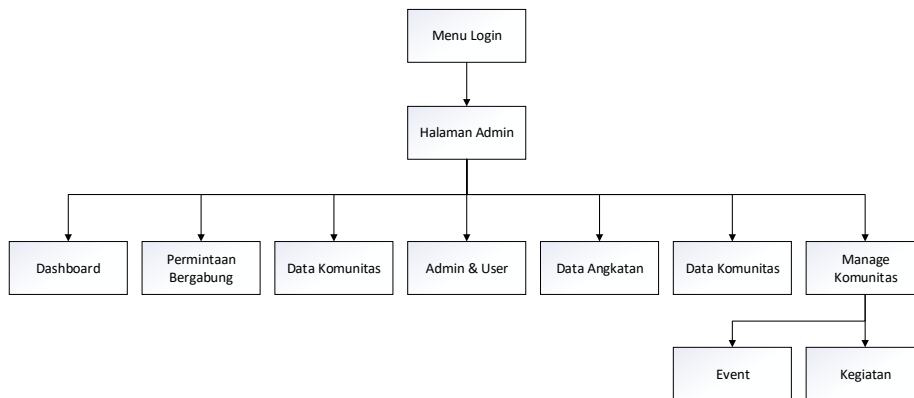 Menu Login
Halaman Admin
Dashboard
Permintaan
Bergabung
Data Komunitas
Admin & User
Data Angkatan
Data Komunitas
Manage
Komunitas
Event
Kegiatan